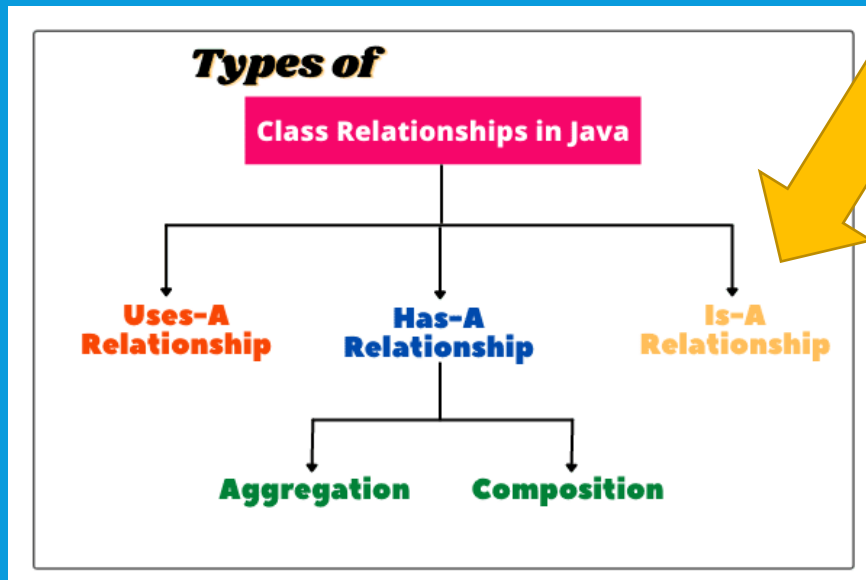 Types of
Class Relationships in Java
Uses-A
Relationship
Has-A
Relationship
Is-A
Relationship
Aggregation
Composition